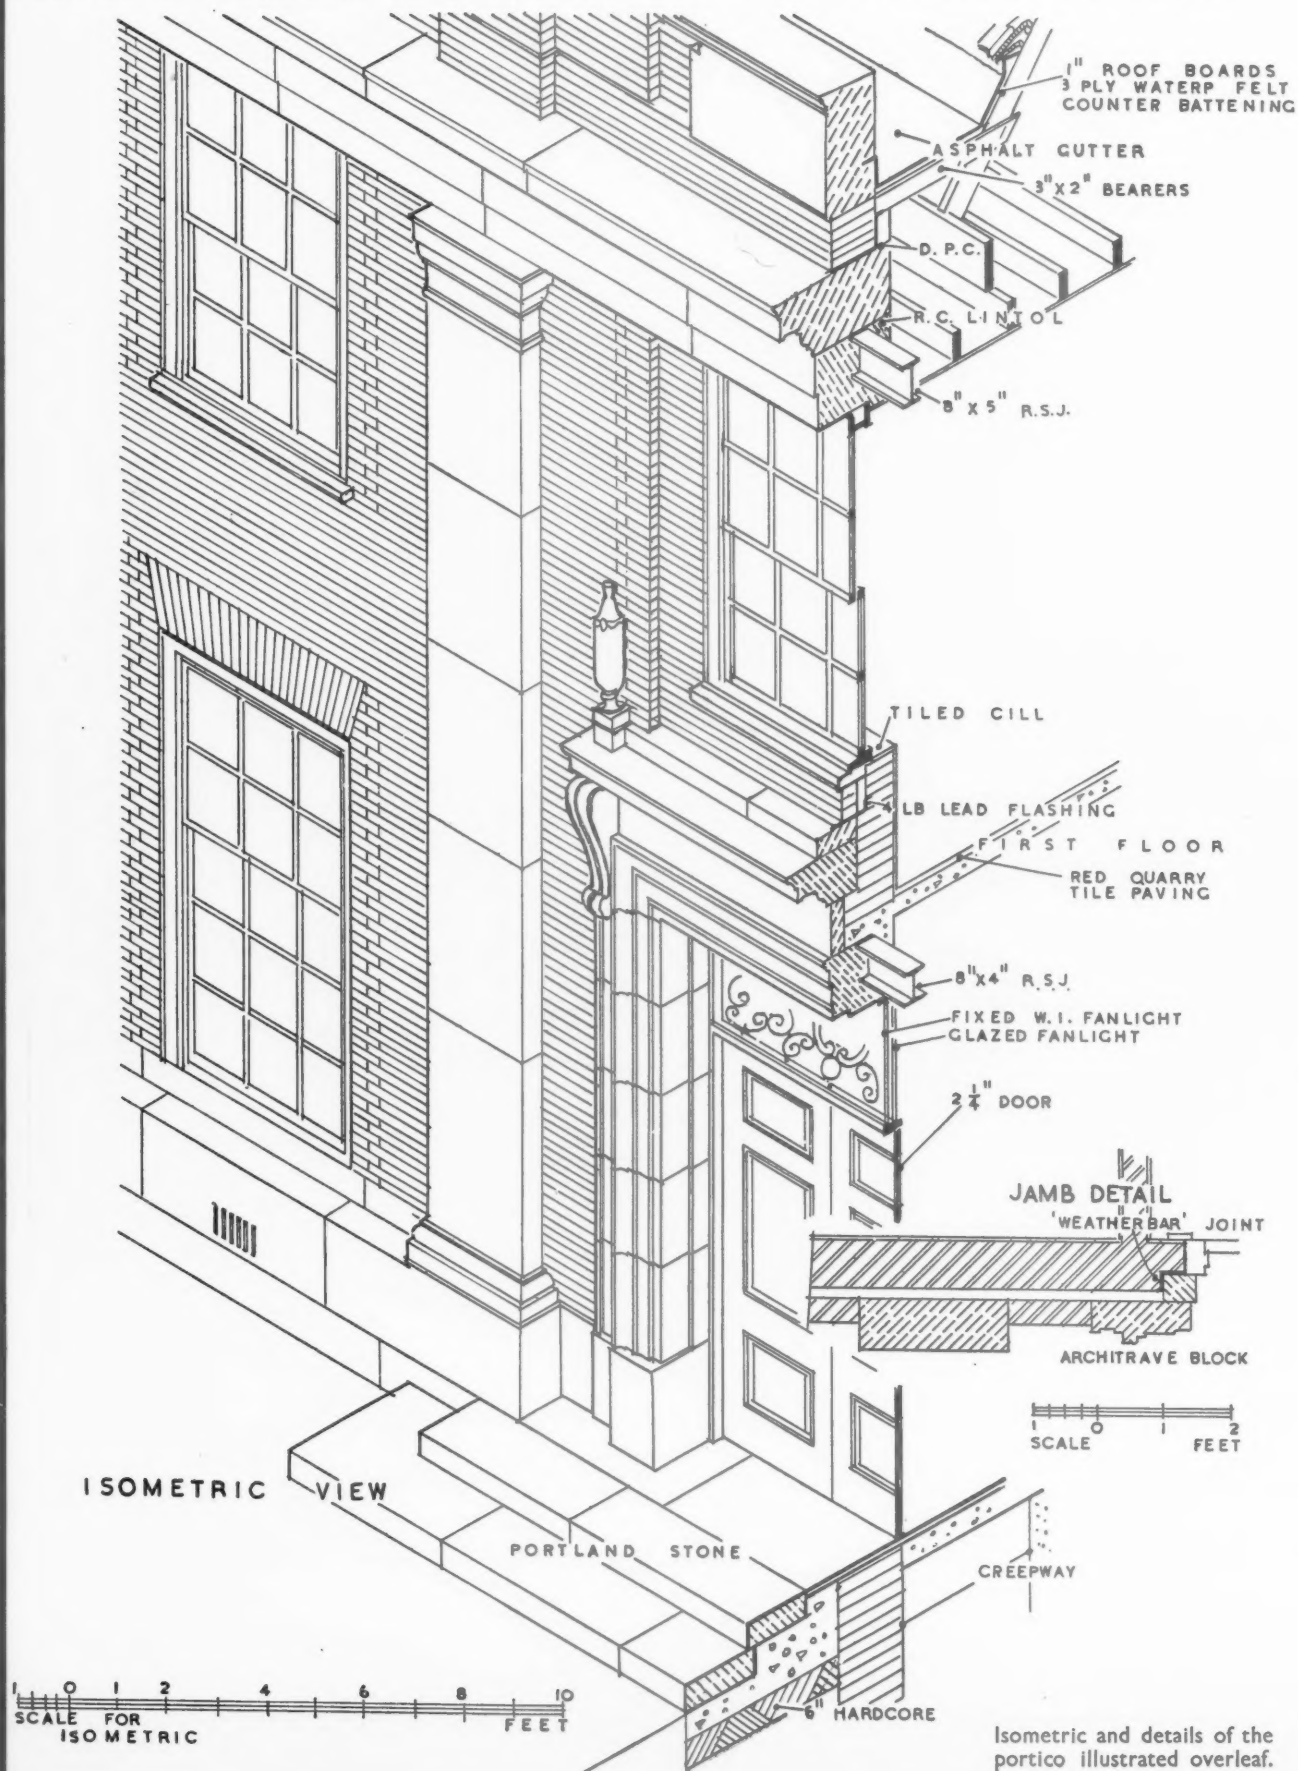 1" ROOF BOARDS
3 PLY WATERP FELT
COUNTER BATTENING
ASPHALT GUTTER
3"X2" BEARERS
D.P.C.
R.C. LINTOL
8" X 5" R.S.J.
TILED CILL
4 LB LEAD FLASHING
FIRST FLOOR
RED QUARRY
TILE PAVING
8"X4" R.S.J.
FIXED W.I. FANLIGHT
GLAZED FANLIGHT
2 1/4" DOOR
JAMB DETAIL
'WEATHERBAR' JOINT
ARCHITRAVE BLOCK
1 0 1 2
SCALE FEET
ISOMETRIC VIEW
PORTLAND STONE
CREEPWAY
6" HARDCORE
1 0 1 2 4 6 8 10
SCALE FOR FEET
ISOMETRIC
Isometric and details of the
portico illustrated overleaf.